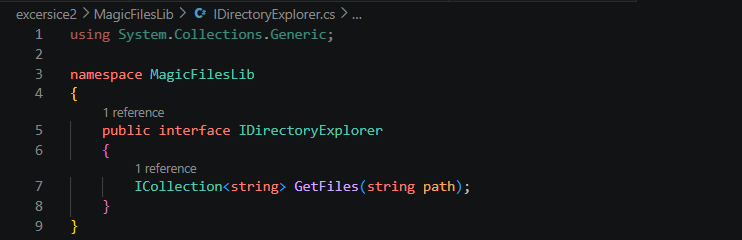 excersice2 > MagicFilesLib > IDirectoryExplorer.cs > ...
1 using System.Collections.Generic;
2
3 namespace MagicFilesLib
4 {
1 reference
5 public interface IDirectoryExplorer
6 {
1 reference
7 ICollection<string> GetFiles(string path);
8 }
9 }